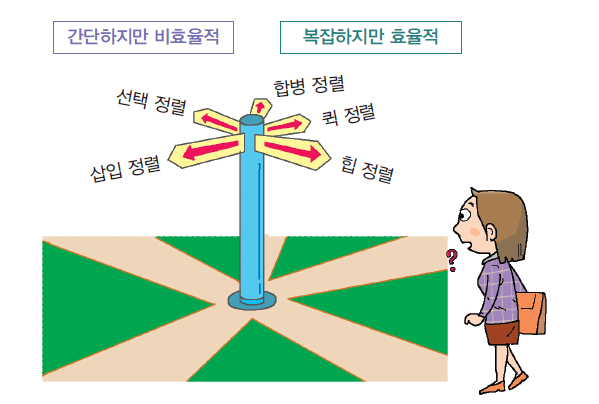 간단하지만 비효율적
복잡하지만 효율적
합병 정렬
선택 정렬
퀵 정렬
삽입 정렬
힙 정렬
?